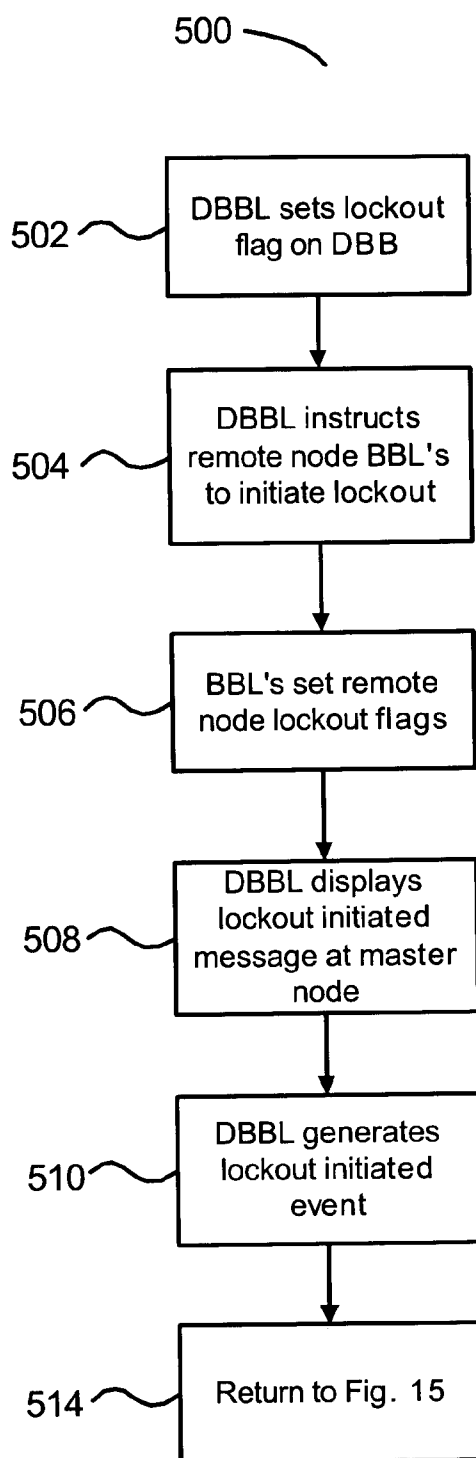 500
502
DBBL sets lockout
flag on DBB
504
DBBL instructs
remote node BBL's
to initiate lockout
506
BBL's set remote
node lockout flags
508
DBBL displays
lockout initiated
message at master
node
510
DBBL generates
lockout initiated
event
514
Return to Fig. 15